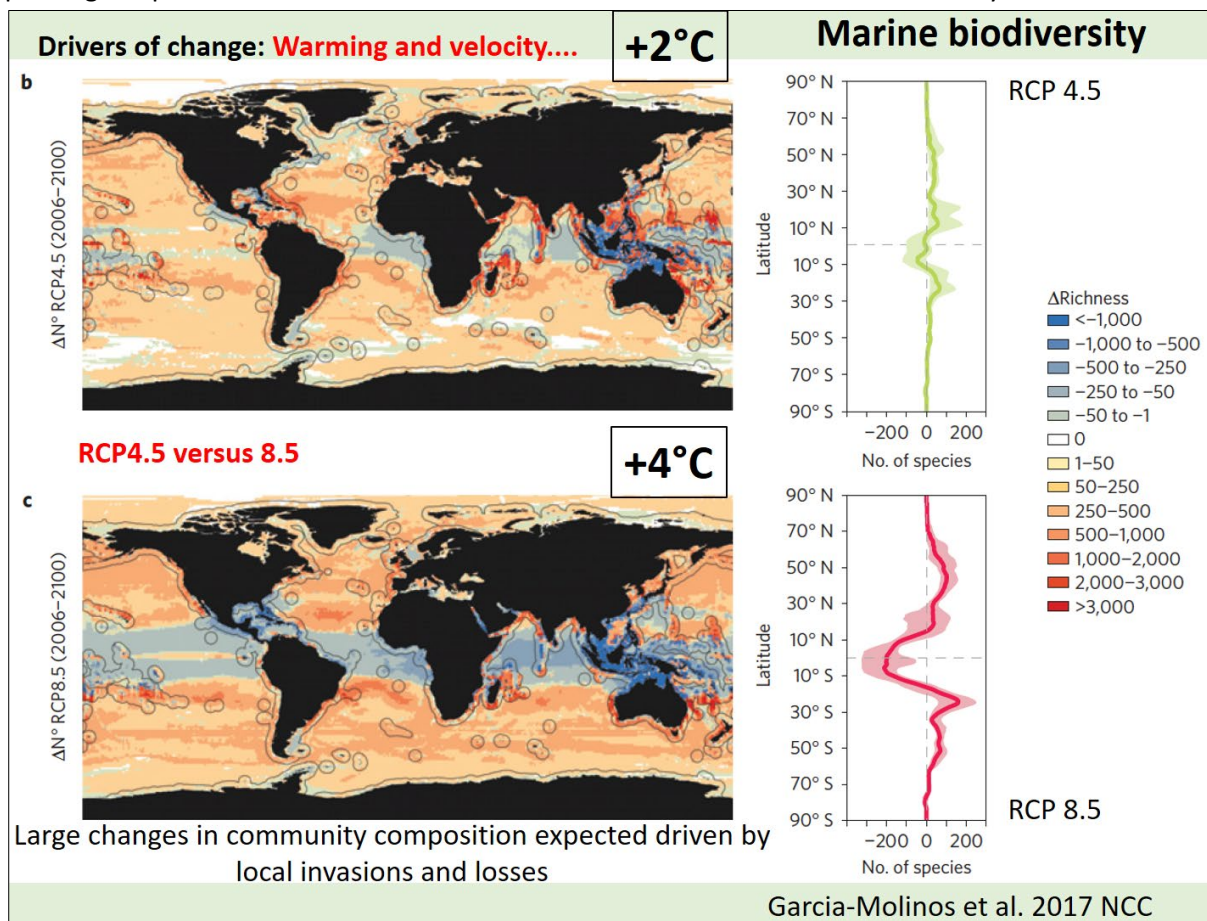 Drivers of change: Warming and velocity....
+2°C
Marine biodiversity
b
ΔN° RCP4.5 (2006–2100)
RCP 4.5
90° N
70° N
50° N
30° N
10° N
10° S
30° S
50° S
70° S
90° S
Latitude
−200 0 200
No. of species
ΔRichness
<−1,000
−1,000 to −500
−500 to −250
−250 to −50
−50 to −1
0
1–50
50–250
250–500
500–1,000
1,000–2,000
2,000–3,000
>3,000
RCP4.5 versus 8.5
+4°C
c
ΔN° RCP8.5 (2006–2100)
90° N
70° N
50° N
30° N
10° N
10° S
30° S
50° S
70° S
90° S
Latitude
−200 0 200
No. of species
RCP 8.5
Large changes in community composition expected driven by
local invasions and losses
Garcia-Molinos et al. 2017 NCC